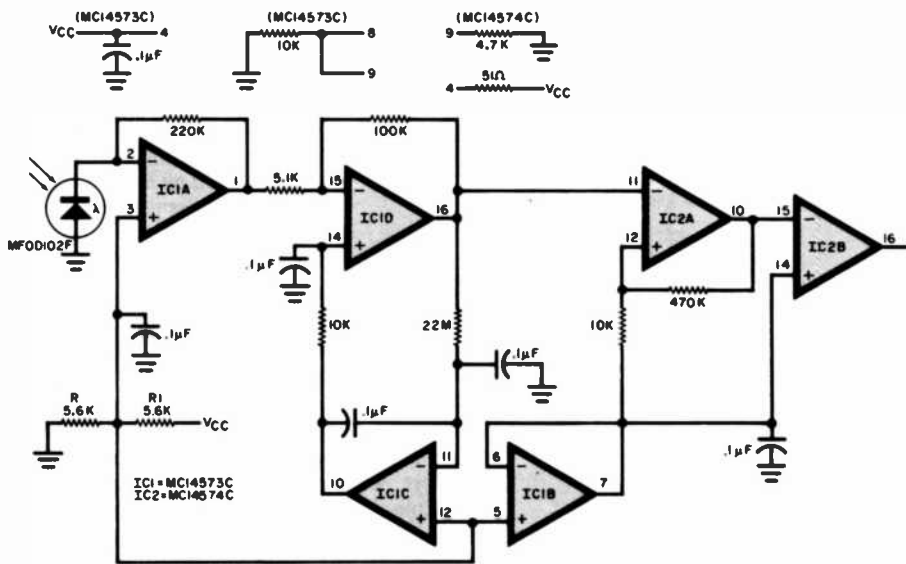 (MC14573C)
VCC 4
.1µF
(MC14573C)
10K
8
9
(MC14574C)
9
4.7K
4
51Ω
VCC
220K
100K
2
−
IC1A
1
3
+
5.1K
15
−
IC1D
16
14
+
λ
MFOD102F
.1µF
11
−
IC2A
10
12
+
15
−
IC2B
16
14
+
470K
10K
22M
10K
.1µF
.1µF
R
5.6K
R1
5.6K
VCC
.1µF
.1µF
IC1=MC14573C
IC2=MC14574C
10
11
−
IC1C
12
+
6
−
IC1B
7
5
+